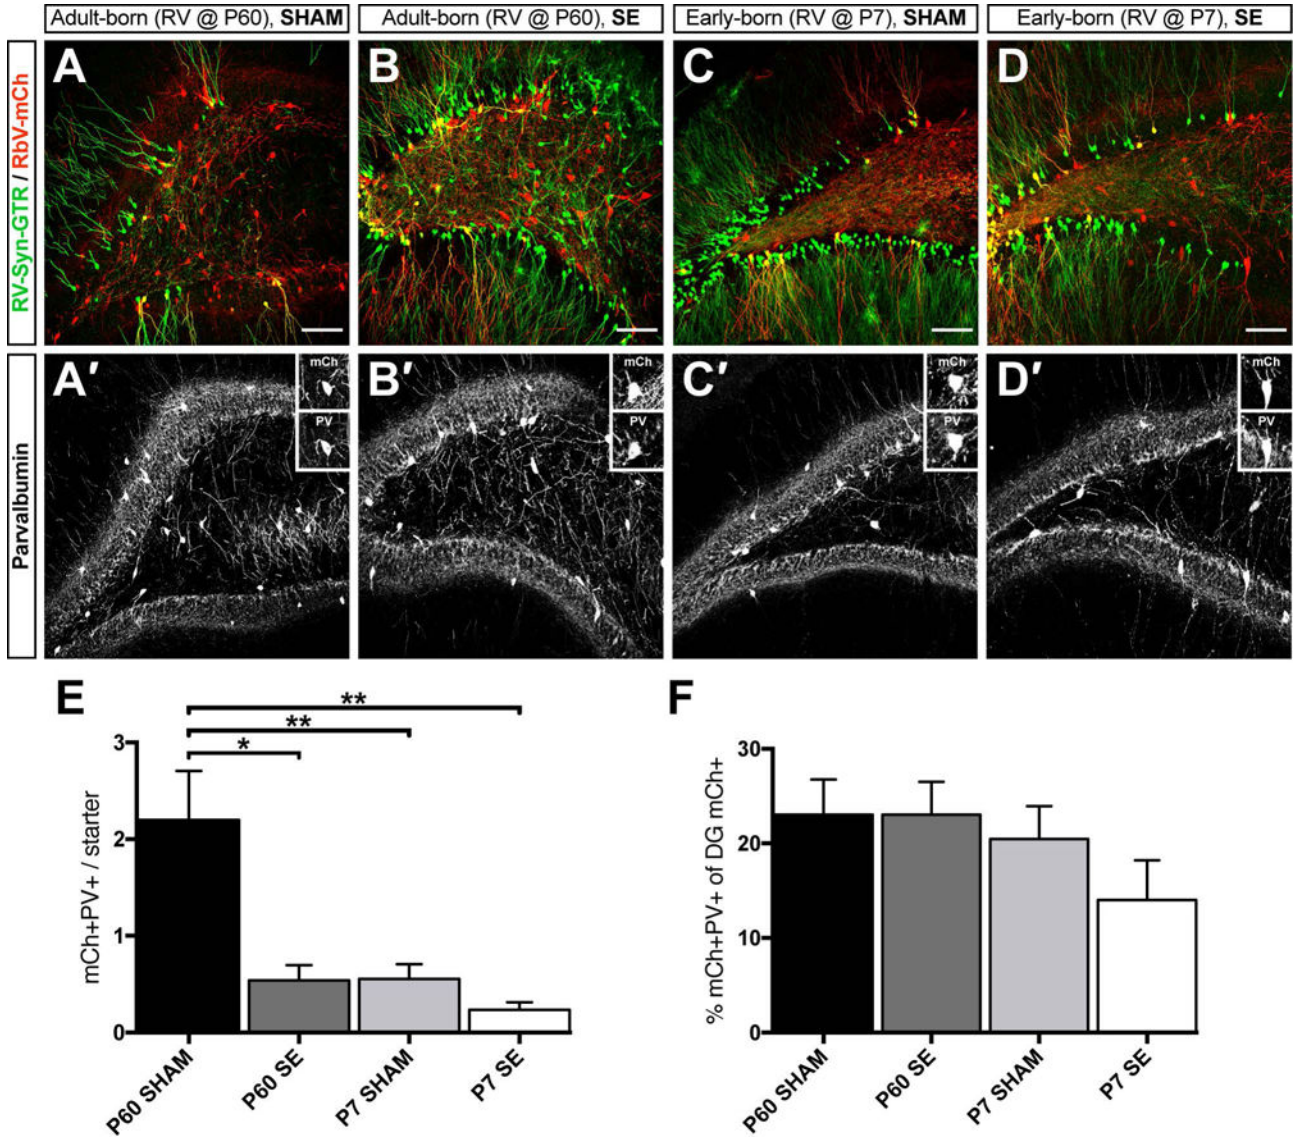 Adult-born (RV @ P60), SHAM
Adult-born (RV @ P60), SE
Early-born (RV @ P7), SHAM
Early-born (RV @ P7), SE
RV-Syn-GTR / RbV-mCh
A
B
C
D
Parvalbumin
A′
mCh
PV
B′
mCh
PV
C′
mCh
PV
D′
mCh
PV
E
**
**
*
3
2
1
0
mCh+PV+ / starter
P60 SHAM
P60 SE
P7 SHAM
P7 SE
F
30
20
10
0
% mCh+PV+ of DG mCh+
P60 SHAM
P60 SE
P7 SHAM
P7 SE